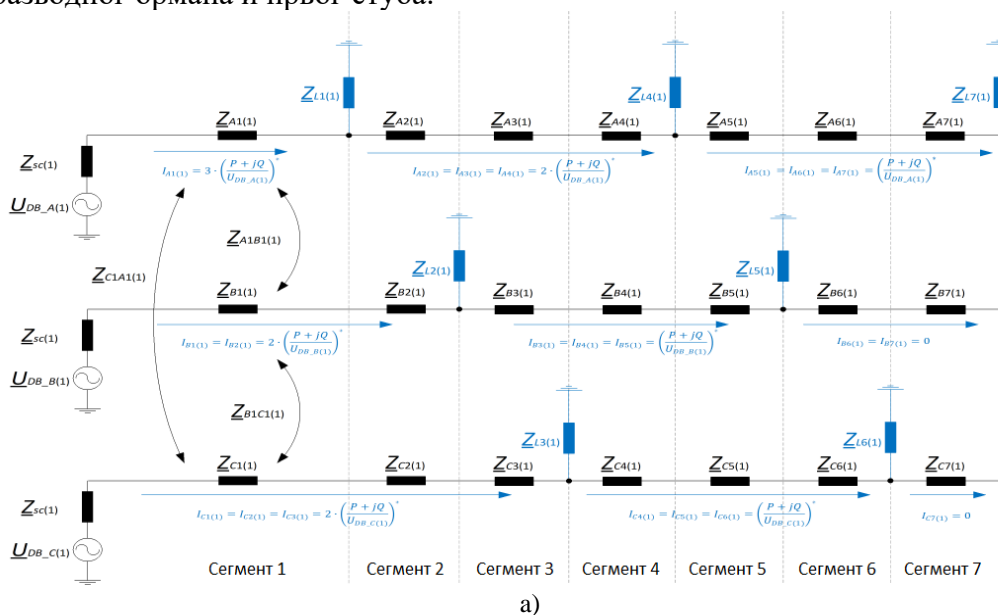 разводног ормана и првог стуба.
Z_L1(1) Z_L4(1) Z_L7(1)
Z_A1(1) Z_A2(1) Z_A3(1) Z_A4(1) Z_A5(1) Z_A6(1) Z_A7(1)
Z_sc(1)
I_A1(1) = 3 · ((P + jQ)/U_DB_A(1))^* I_A2(1) = I_A3(1) = I_A4(1) = 2 · ((P + jQ)/U_DB_A(1))^* I_A5(1) = I_A6(1) = I_A7(1) = ((P + jQ)/U_DB_A(1))^*
U_DB_A(1)
Z_A1B1(1)
Z_L2(1) Z_L5(1)
Z_C1A1(1)
Z_B1(1) Z_B2(1) Z_B3(1) Z_B4(1) Z_B5(1) Z_B6(1) Z_B7(1)
Z_sc(1)
I_B1(1) = I_B2(1) = 2 · ((P + jQ)/U_DB_B(1))^* I_B3(1) = I_B4(1) = I_B5(1) = ((P + jQ)/U_DB_B(1))^* I_B6(1) = I_B7(1) = 0
U_DB_B(1)
Z_B1C1(1)
Z_L3(1) Z_L6(1)
Z_C1(1) Z_C2(1) Z_C3(1) Z_C4(1) Z_C5(1) Z_C6(1) Z_C7(1)
Z_sc(1)
I_C1(1) = I_C2(1) = I_C3(1) = 2 · ((P + jQ)/U_DB_C(1))^* I_C4(1) = I_C5(1) = I_C6(1) = ((P + jQ)/U_DB_C(1))^* I_C7(1) = 0
U_DB_C(1)
Сегмент 1 Сегмент 2 Сегмент 3 Сегмент 4 Сегмент 5 Сегмент 6 Сегмент 7
а)